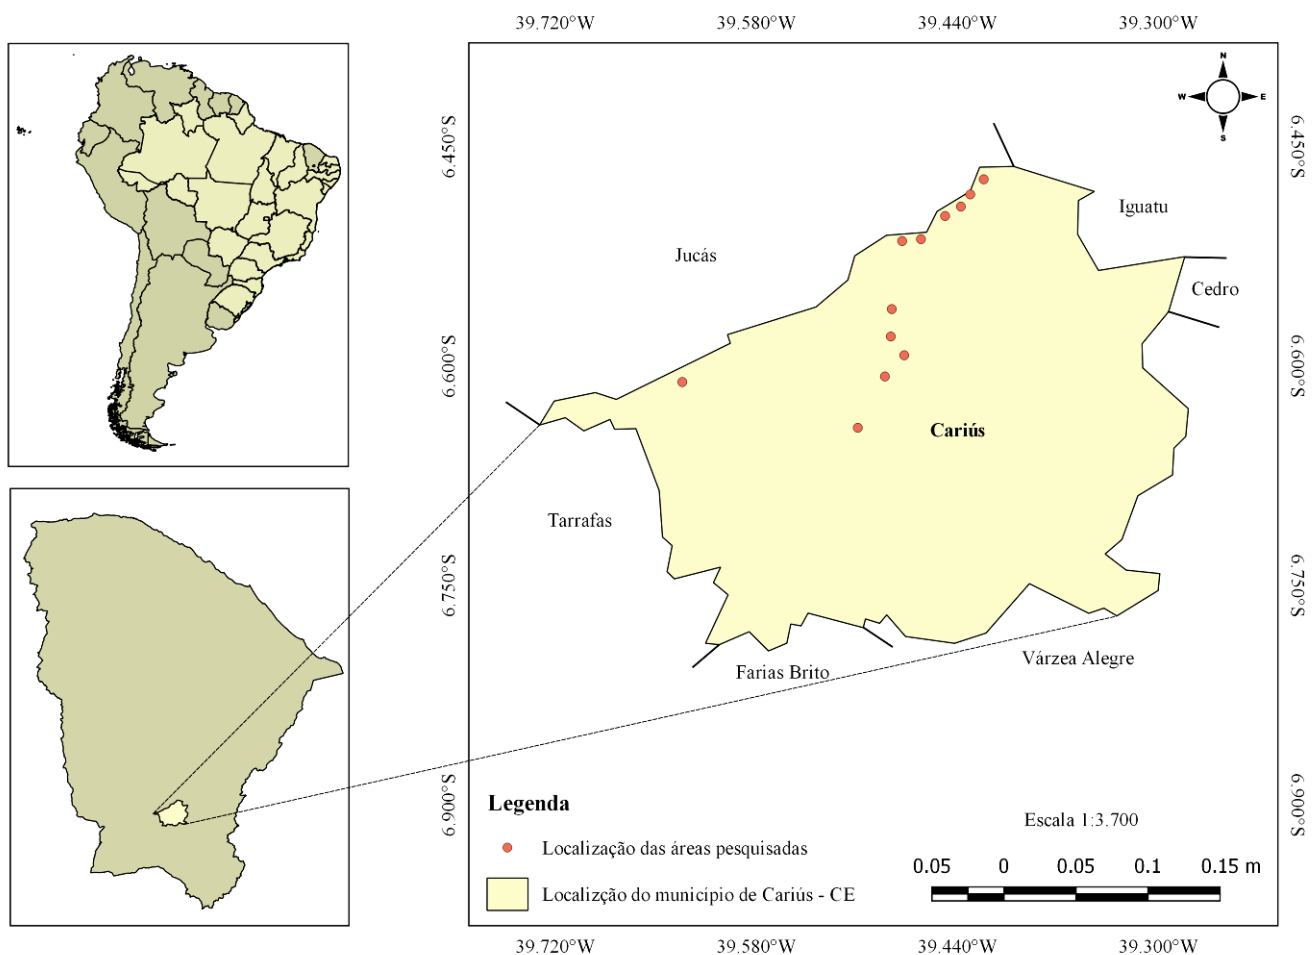 39.720°W 39.580°W 39.440°W 39.300°W
N
W E
S
6.450°S
6.450°S
Iguatu
Jucás
Cedro
6.600°S
6.600°S
Cariús
Tarrafas
6.750°S
6.750°S
Várzea Alegre
Farias Brito
6.900°S
6.900°S
Legenda
Localização das áreas pesquisadas
Localizção do município de Cariús - CE
Escala 1:3.700
0.05 0 0.05 0.1 0.15 m
39.720°W 39.580°W 39.440°W 39.300°W